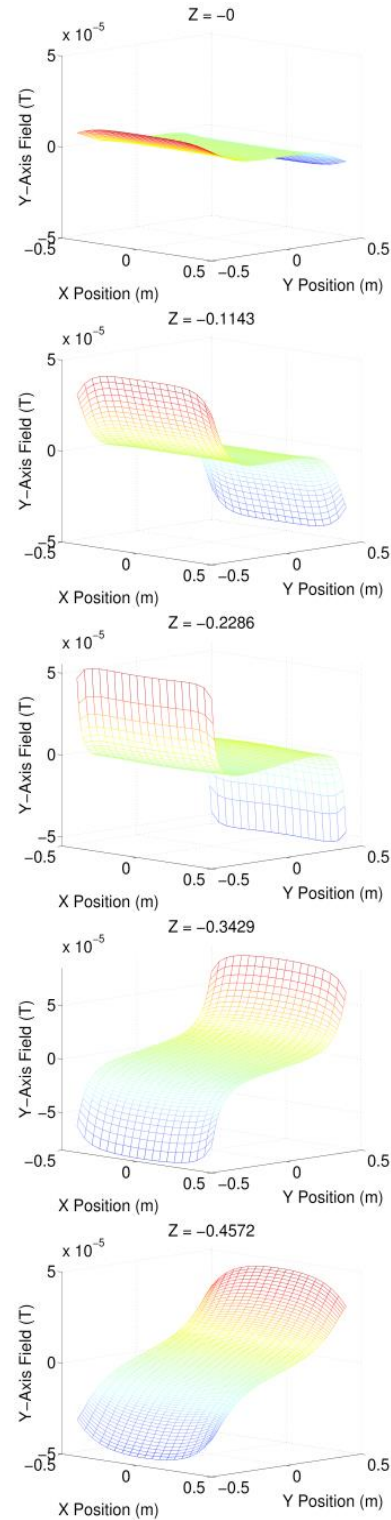 Z = −0
x 10⁻⁵
5
0
−5
Y−Axis Field (T)
−0.5
0
0.5
X Position (m)
−0.5
0
0.5
Y Position (m)
Z = −0.1143
x 10⁻⁵
5
0
−5
Y−Axis Field (T)
−0.5
0
0.5
X Position (m)
−0.5
0
0.5
Y Position (m)
Z = −0.2286
x 10⁻⁵
5
0
−5
Y−Axis Field (T)
−0.5
0
0.5
X Position (m)
−0.5
0
0.5
Y Position (m)
Z = −0.3429
x 10⁻⁵
5
0
−5
Y−Axis Field (T)
−0.5
0
0.5
X Position (m)
−0.5
0
0.5
Y Position (m)
Z = −0.4572
x 10⁻⁵
5
0
−5
Y−Axis Field (T)
−0.5
0
0.5
X Position (m)
−0.5
0
0.5
Y Position (m)